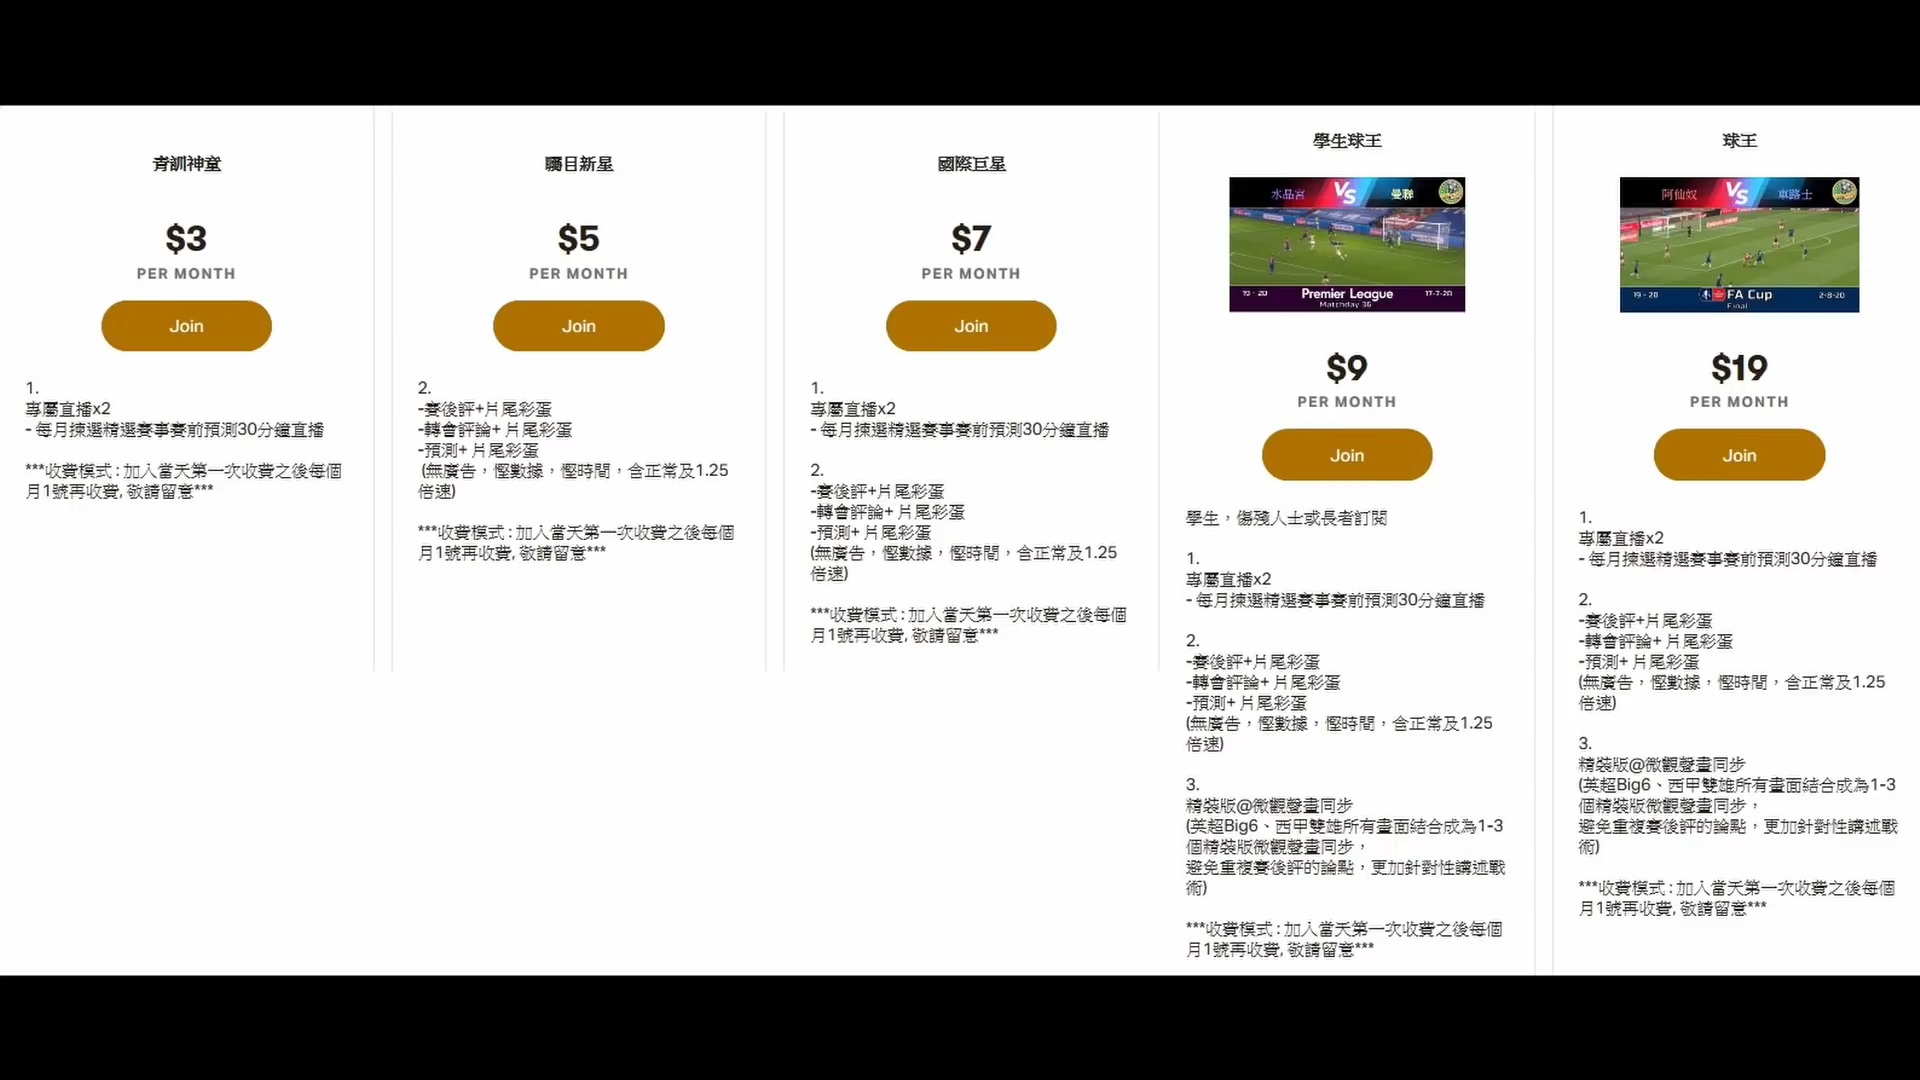 青訓神童
$3
PER MONTH
Join
1.
專屬直播x2
- 每月揀選精選賽事賽前預測30分鐘直播
***收費模式 : 加入當天第一次收費之後每個
月1號再收費, 敬請留意***
矚目新星
$5
PER MONTH
Join
2.
-賽後評+片尾彩蛋
-轉會評論+ 片尾彩蛋
-預測+ 片尾彩蛋
(無廣告，慳數據，慳時間，含正常及1.25
倍速)
***收費模式 : 加入當天第一次收費之後每個
月1號再收費, 敬請留意***
國際巨星
$7
PER MONTH
Join
1.
專屬直播x2
- 每月揀選精選賽事賽前預測30分鐘直播
2.
-賽後評+片尾彩蛋
-轉會評論+ 片尾彩蛋
-預測+ 片尾彩蛋
(無廣告，慳數據，慳時間，含正常及1.25
倍速)
***收費模式 : 加入當天第一次收費之後每個
月1號再收費, 敬請留意***
學生球王
水晶宮 VS 曼聯
19 - 20 Premier League 17-7-20
Matchday 36
$9
PER MONTH
Join
學生，傷殘人士或長者訂閱
1.
專屬直播x2
- 每月揀選精選賽事賽前預測30分鐘直播
2.
-賽後評+片尾彩蛋
-轉會評論+ 片尾彩蛋
-預測+ 片尾彩蛋
(無廣告，慳數據，慳時間，含正常及1.25
倍速)
3.
精裝版@微觀聲畫同步
(英超Big6、西甲雙雄所有畫面結合成為1-3
個精裝版微觀聲畫同步，
避免重複賽後評的論點，更加針對性講述戰
術)
***收費模式 : 加入當天第一次收費之後每個
月1號再收費, 敬請留意***
球王
阿仙奴 VS 車路士
19 - 20 FA Cup 2-8-20
Final
$19
PER MONTH
Join
1.
專屬直播x2
- 每月揀選精選賽事賽前預測30分鐘直播
2.
-賽後評+片尾彩蛋
-轉會評論+ 片尾彩蛋
-預測+ 片尾彩蛋
(無廣告，慳數據，慳時間，含正常及1.25
倍速)
3.
精裝版@微觀聲畫同步
(英超Big6、西甲雙雄所有畫面結合成為1-3
個精裝版微觀聲畫同步，
避免重複賽後評的論點，更加針對性講述戰
術)
***收費模式 : 加入當天第一次收費之後每個
月1號再收費, 敬請留意***